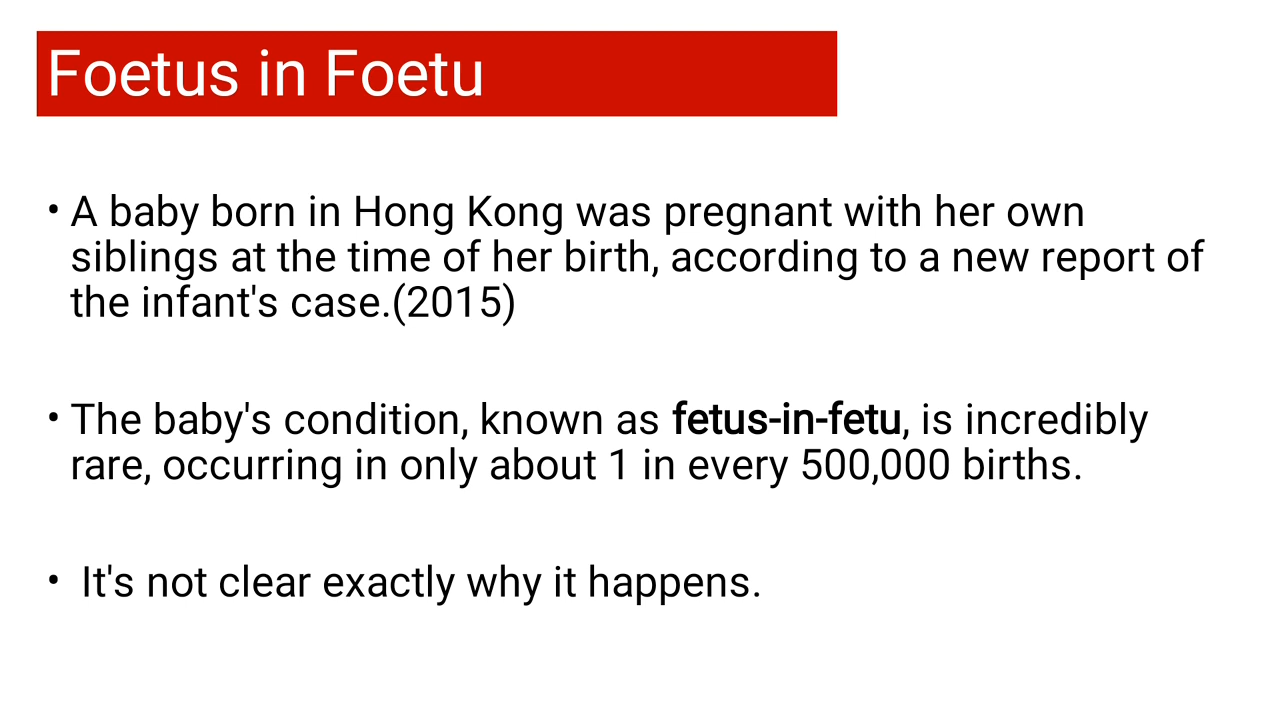 Foetus in Foetu
• A baby born in Hong Kong was pregnant with her own
siblings at the time of her birth, according to a new report of
the infant's case.(2015)
• The baby's condition, known as fetus-in-fetu, is incredibly
rare, occurring in only about 1 in every 500,000 births.
• It's not clear exactly why it happens.